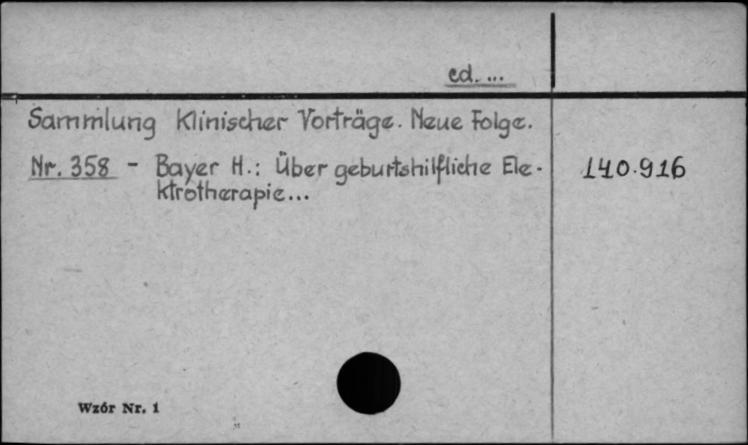 ed. ...
Sammlung Klinischer Vorträge. Neue Folge.
Nr. 358 - Bayer H.: Über geburtshilfliche Ele- 140.916
ktrotherapie...
Wzór Nr. 1